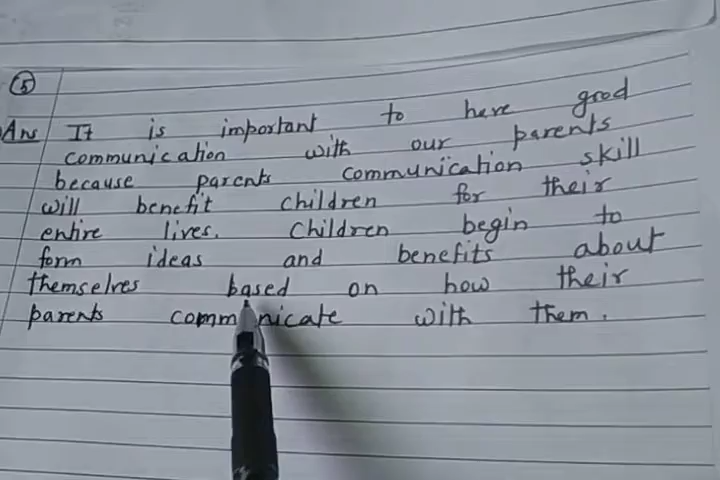 5
Ans It is important to here good
communication with our parents
because parents communication skill
will benefit children for their
entire lives. Children begin to
form ideas and benefits about
themselves based on how their
parents communicate with them.